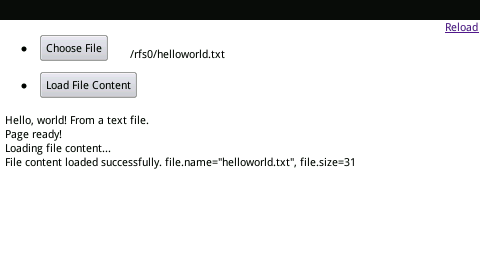 Reload
Choose File /rfs0/helloworld.txt
Load File Content
Hello, world! From a text file.
Page ready!
Loading file content...
File content loaded successfully. file.name="helloworld.txt", file.size=31